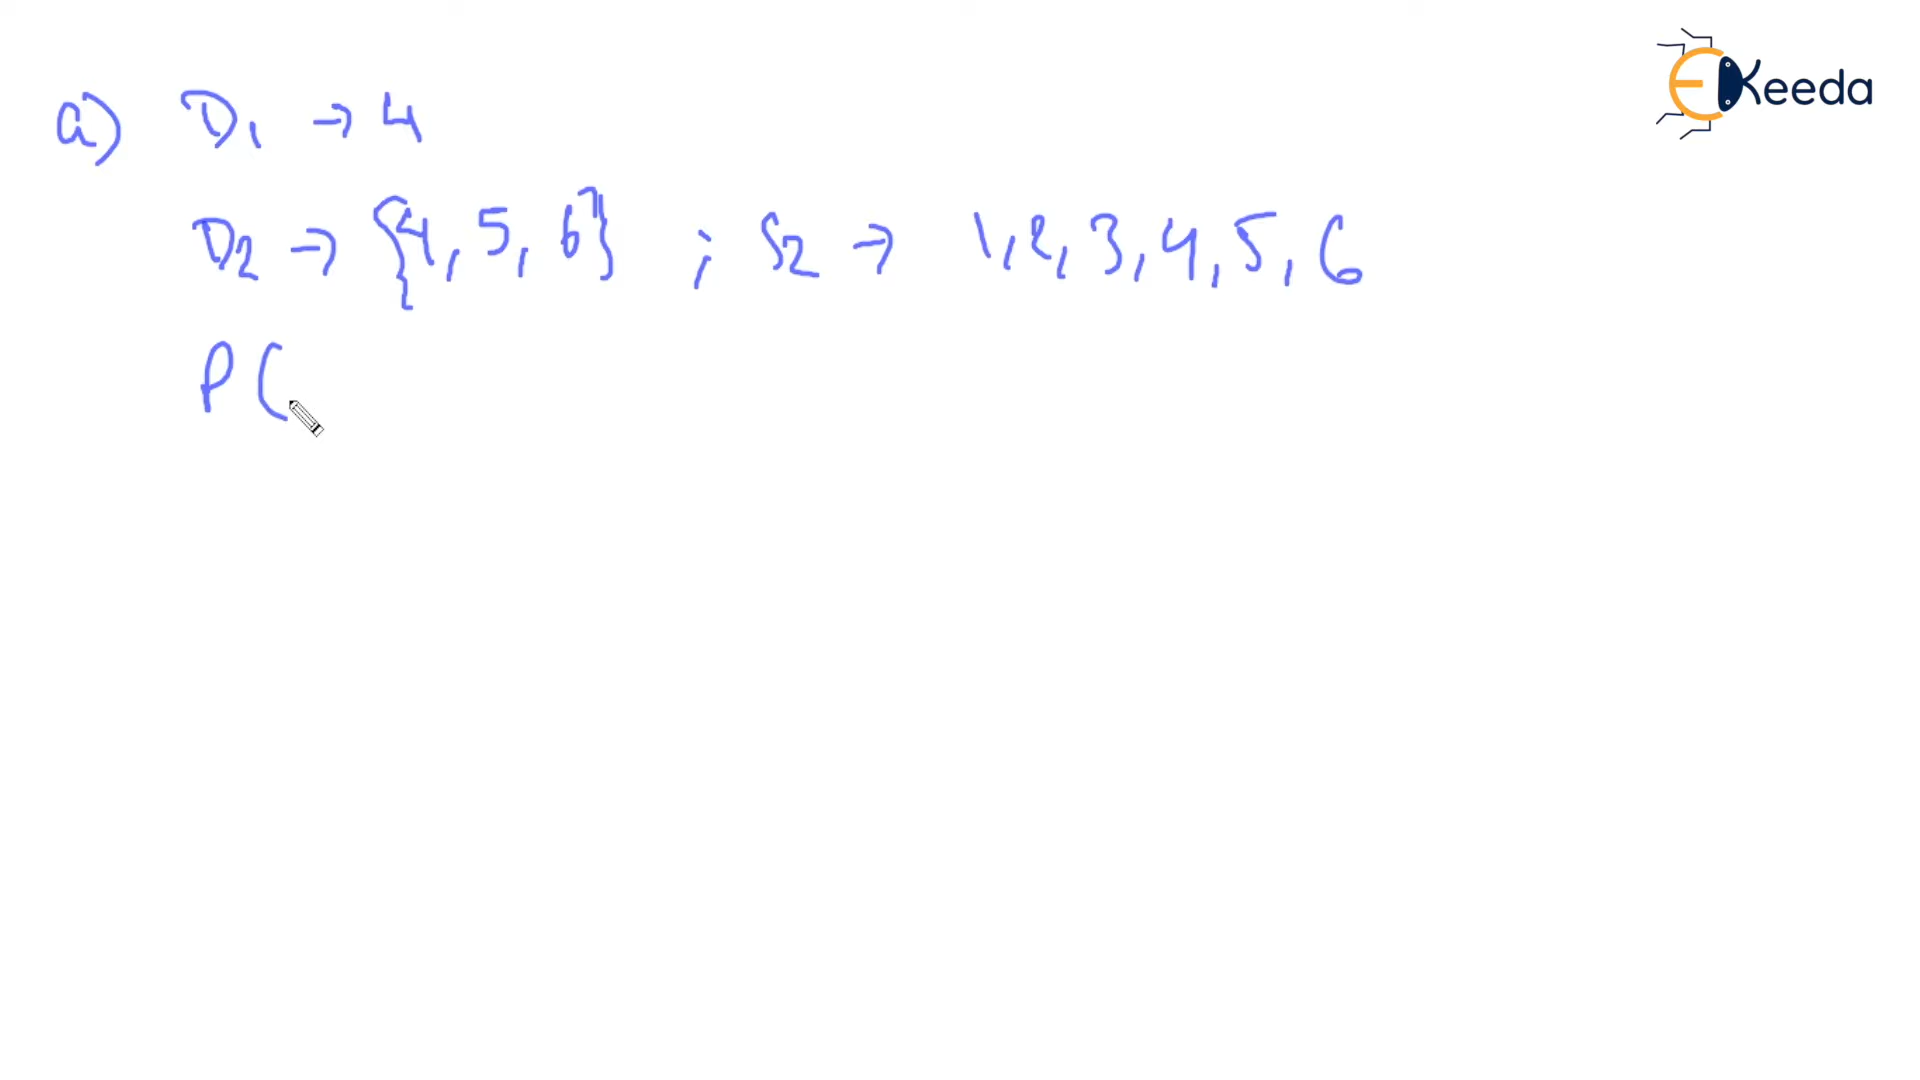 EKeeda
a) D₁ → 4
D₂ → {4, 5, 6} ; S₂ → 1, 2, 3, 4, 5, 6
P(